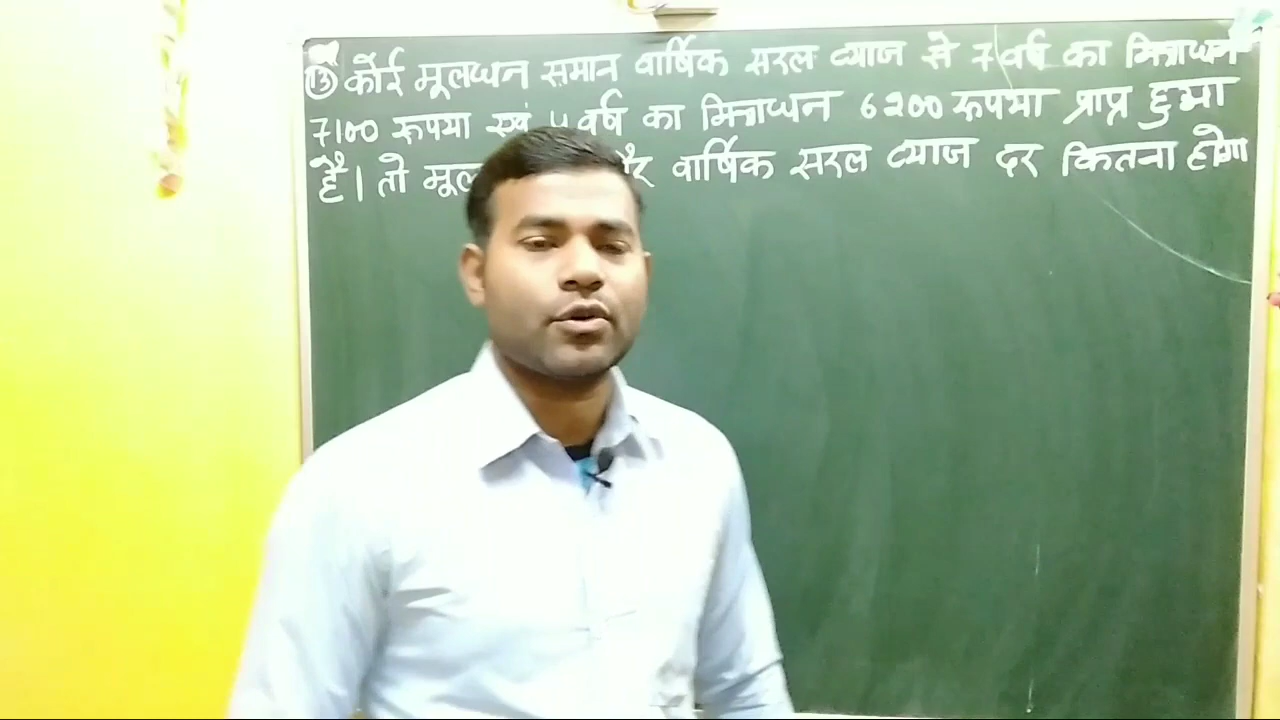 (13) कोई मूलधन समान वार्षिक सरल ब्याज से 7 वर्ष का मिश्रधन
7100 रूपया एवं 4 वर्ष का मिश्रधन 6200 रूपया प्राप्त हुआ
है। तो मूल वार्षिक सरल ब्याज दर कितना होगा